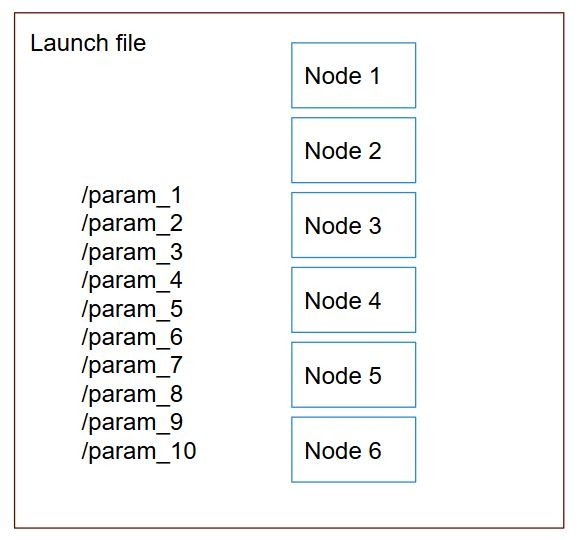 Launch file
Node 1
Node 2
/param_1
/param_2
/param_3
/param_4
/param_5
/param_6
/param_7
/param_8
/param_9
/param_10
Node 3
Node 4
Node 5
Node 6